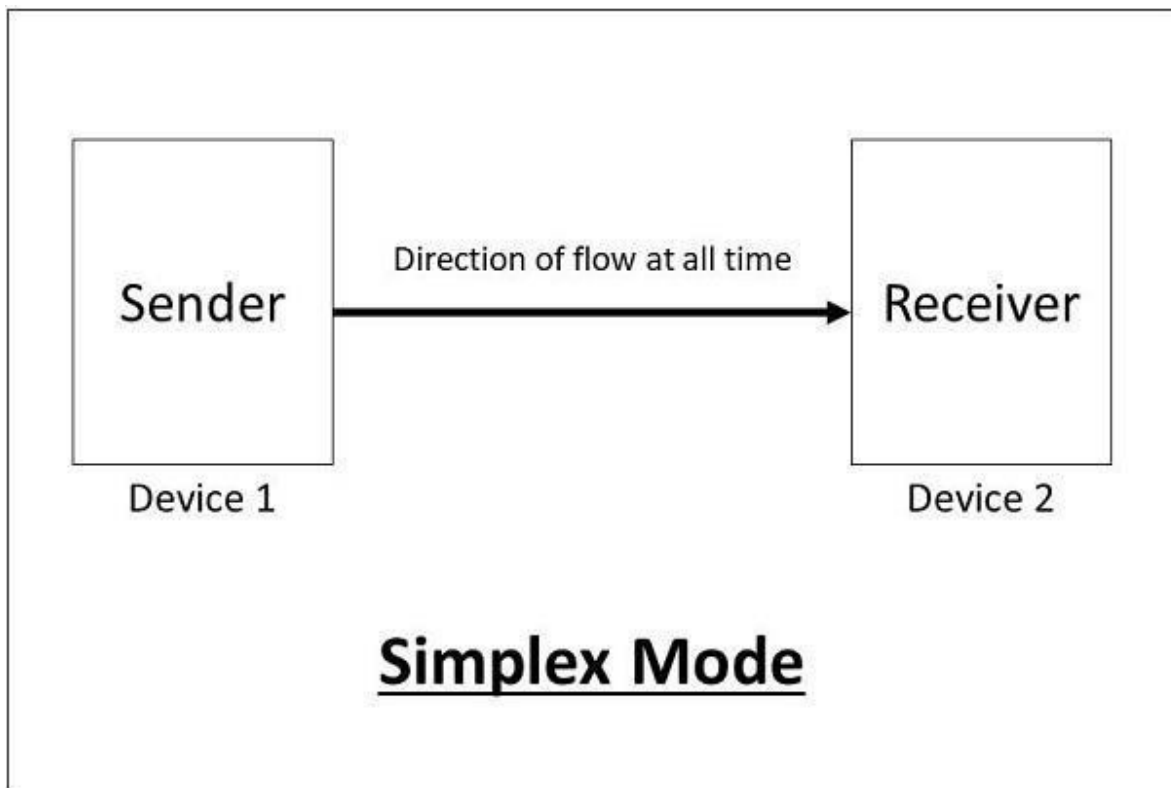 Direction of flow at all time
Sender
Receiver
Device 1
Device 2
Simplex Mode